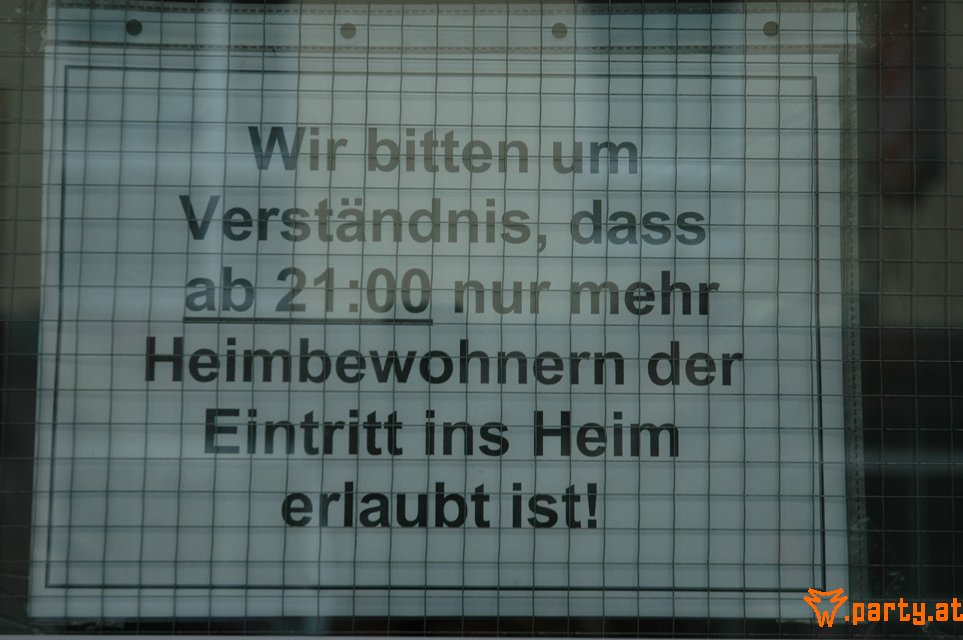 Wir bitten um
Verständnis, dass
ab 21:00 nur mehr
Heimbewohnern der
Eintritt ins Heim
erlaubt ist!
W.party.at